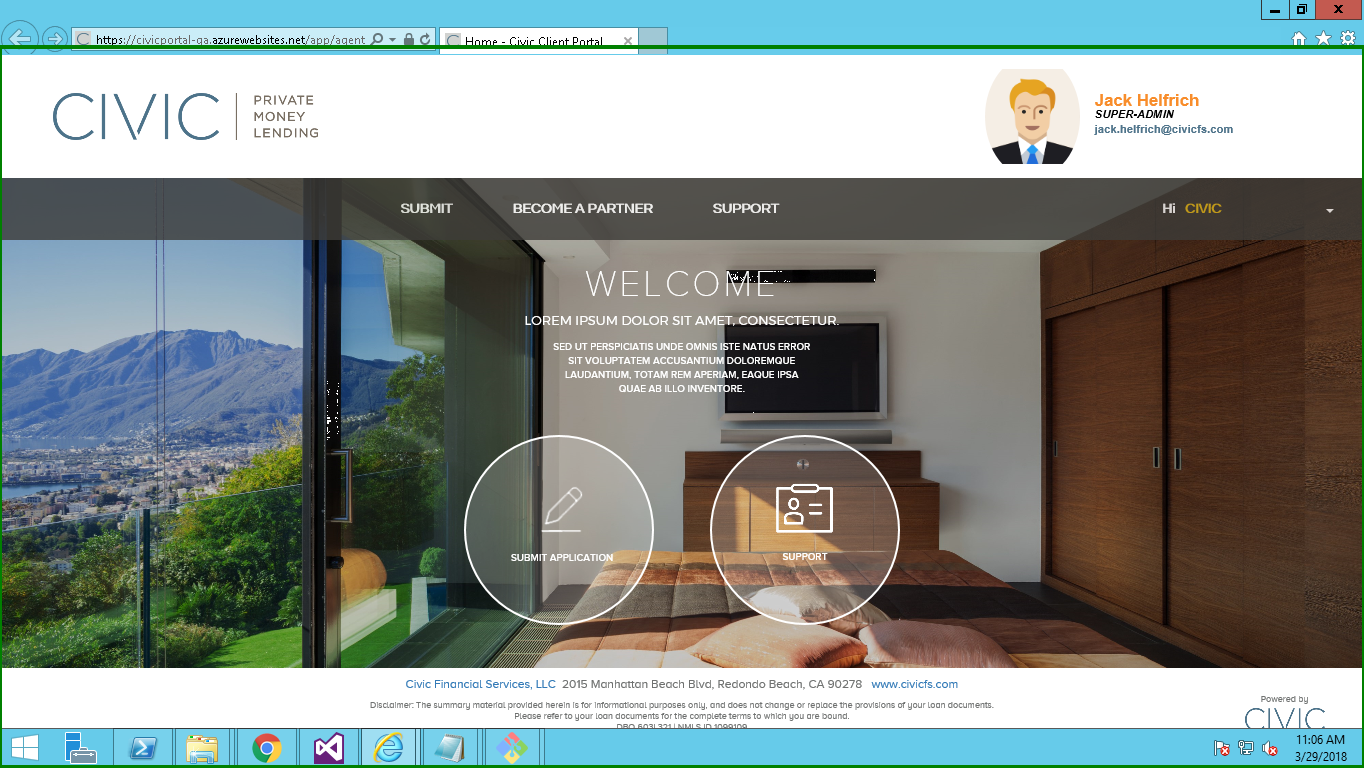 https://civicportal-qa.azurewebsites.net/app/agent
Home - Civic Client Portal
CIVIC
PRIVATE
MONEY
LENDING
Jack Helfrich
SUPER-ADMIN
jack.helfrich@civicfs.com
SUBMIT BECOME A PARTNER SUPPORT Hi CIVIC
WELCOME
LOREM IPSUM DOLOR SIT AMET, CONSECTETUR.
SED UT PERSPICIATIS UNDE OMNIS ISTE NATUS ERROR
SIT VOLUPTATEM ACCUSANTIUM DOLOREMQUE
LAUDANTIUM, TOTAM REM APERIAM, EAQUE IPSA
QUAE AB ILLO INVENTORE.
SUBMIT APPLICATION
SUPPORT
Civic Financial Services, LLC 2015 Manhattan Beach Blvd, Redondo Beach, CA 90278 www.civicfs.com
Disclaimer: The summary material provided herein is for informational purposes only, and does not change or replace the provisions of your loan documents.
Please refer to your loan documents for the complete terms to which you are bound.
DBO 603L321 | NMLS ID 1099109
Powered by
CIVIC
11:06 AM
3/29/2018